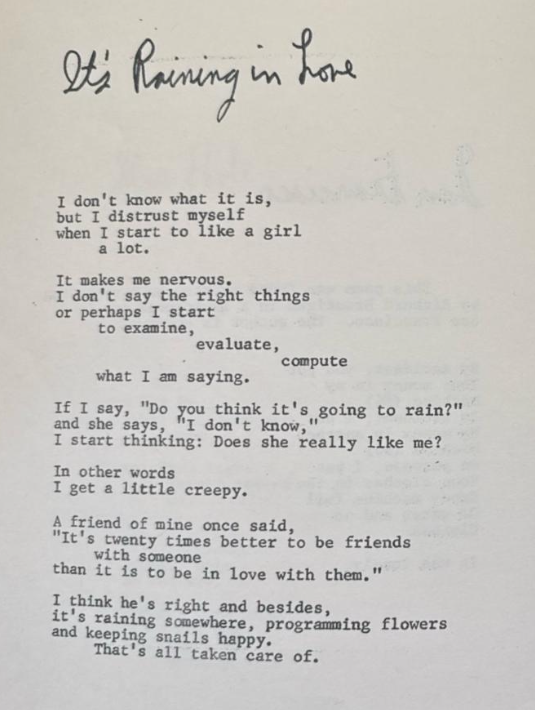 It's Raining in Love
I don't know what it is,
but I distrust myself
when I start to like a girl
a lot.
It makes me nervous.
I don't say the right things
or perhaps I start
to examine,
evaluate,
compute
what I am saying.
If I say, "Do you think it's going to rain?"
and she says, "I don't know,"
I start thinking: Does she really like me?
In other words
I get a little creepy.
A friend of mine once said,
"It's twenty times better to be friends
with someone
than it is to be in love with them."
I think he's right and besides,
it's raining somewhere, programming flowers
and keeping snails happy.
That's all taken care of.